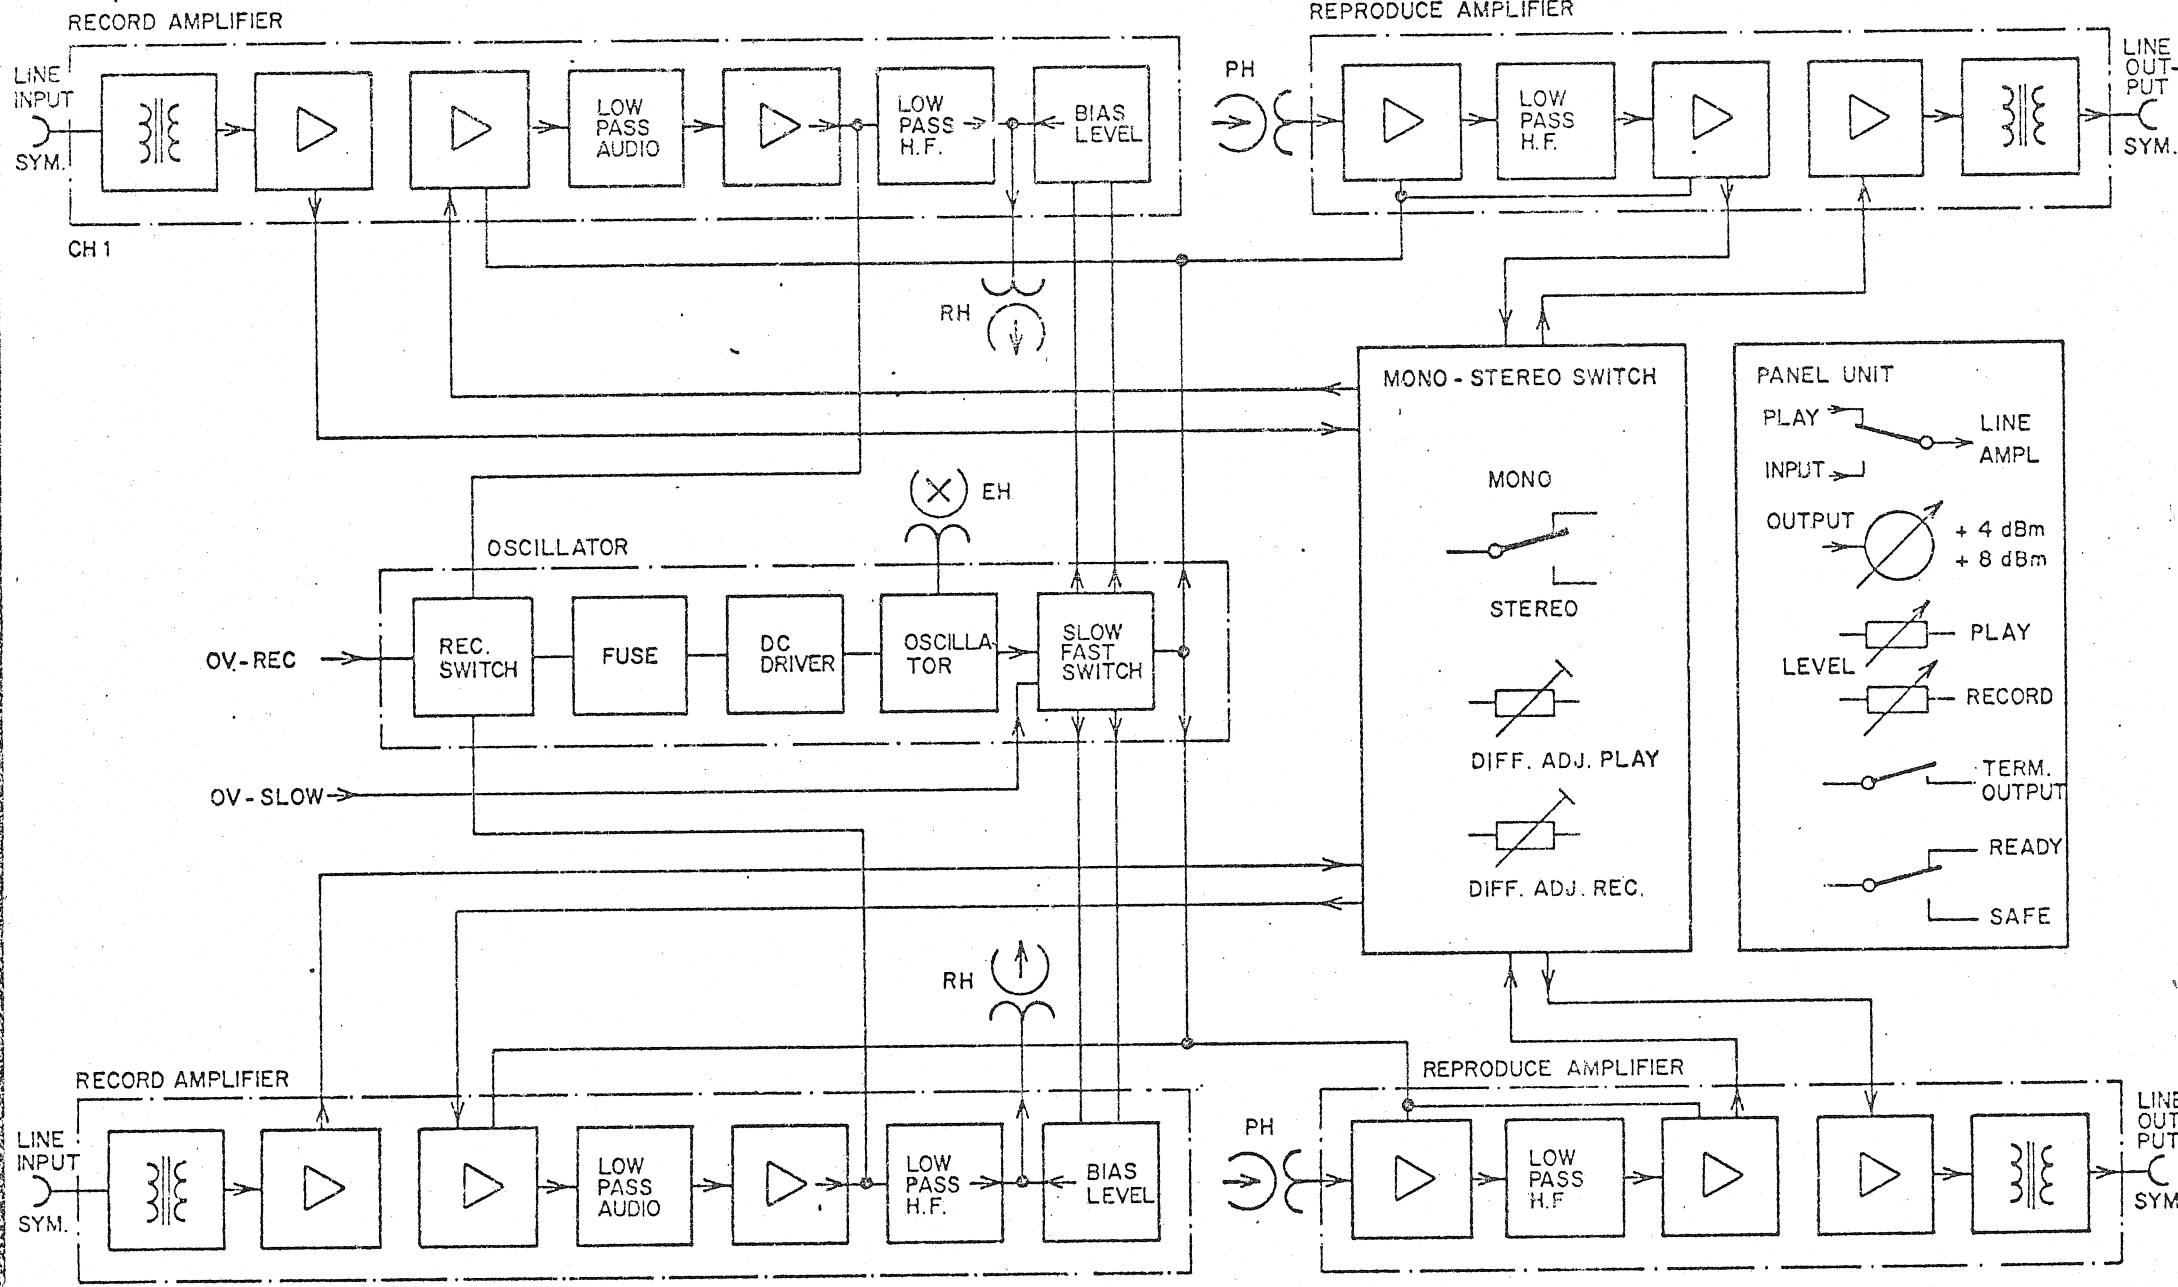 RECORD AMPLIFIER
REPRODUCE AMPLIFIER
LINE
INPUT
SYM.
LOW
PASS
AUDIO
LOW
PASS
H.F.
BIAS
LEVEL
PH
LOW
PASS
H.F.
LINE
OUT-
PUT
SYM.
CH 1
RH
MONO - STEREO SWITCH
MONO
STEREO
DIFF. ADJ. PLAY
DIFF. ADJ. REC.
PANEL UNIT
PLAY
LINE
AMPL
INPUT
OUTPUT
+ 4 dBm
+ 8 dBm
PLAY
LEVEL
RECORD
TERM.
OUTPUT
READY
SAFE
EH
OSCILLATOR
OV-REC
REC.
SWITCH
FUSE
DC
DRIVER
OSCILLA-
TOR
SLOW
FAST
SWITCH
OV-SLOW
RH
RECORD AMPLIFIER
REPRODUCE AMPLIFIER
LINE
INPUT
SYM.
LOW
PASS
AUDIO
LOW
PASS
H.F.
BIAS
LEVEL
PH
LOW
PASS
H.F
LINE
OUT
PUT
SYM